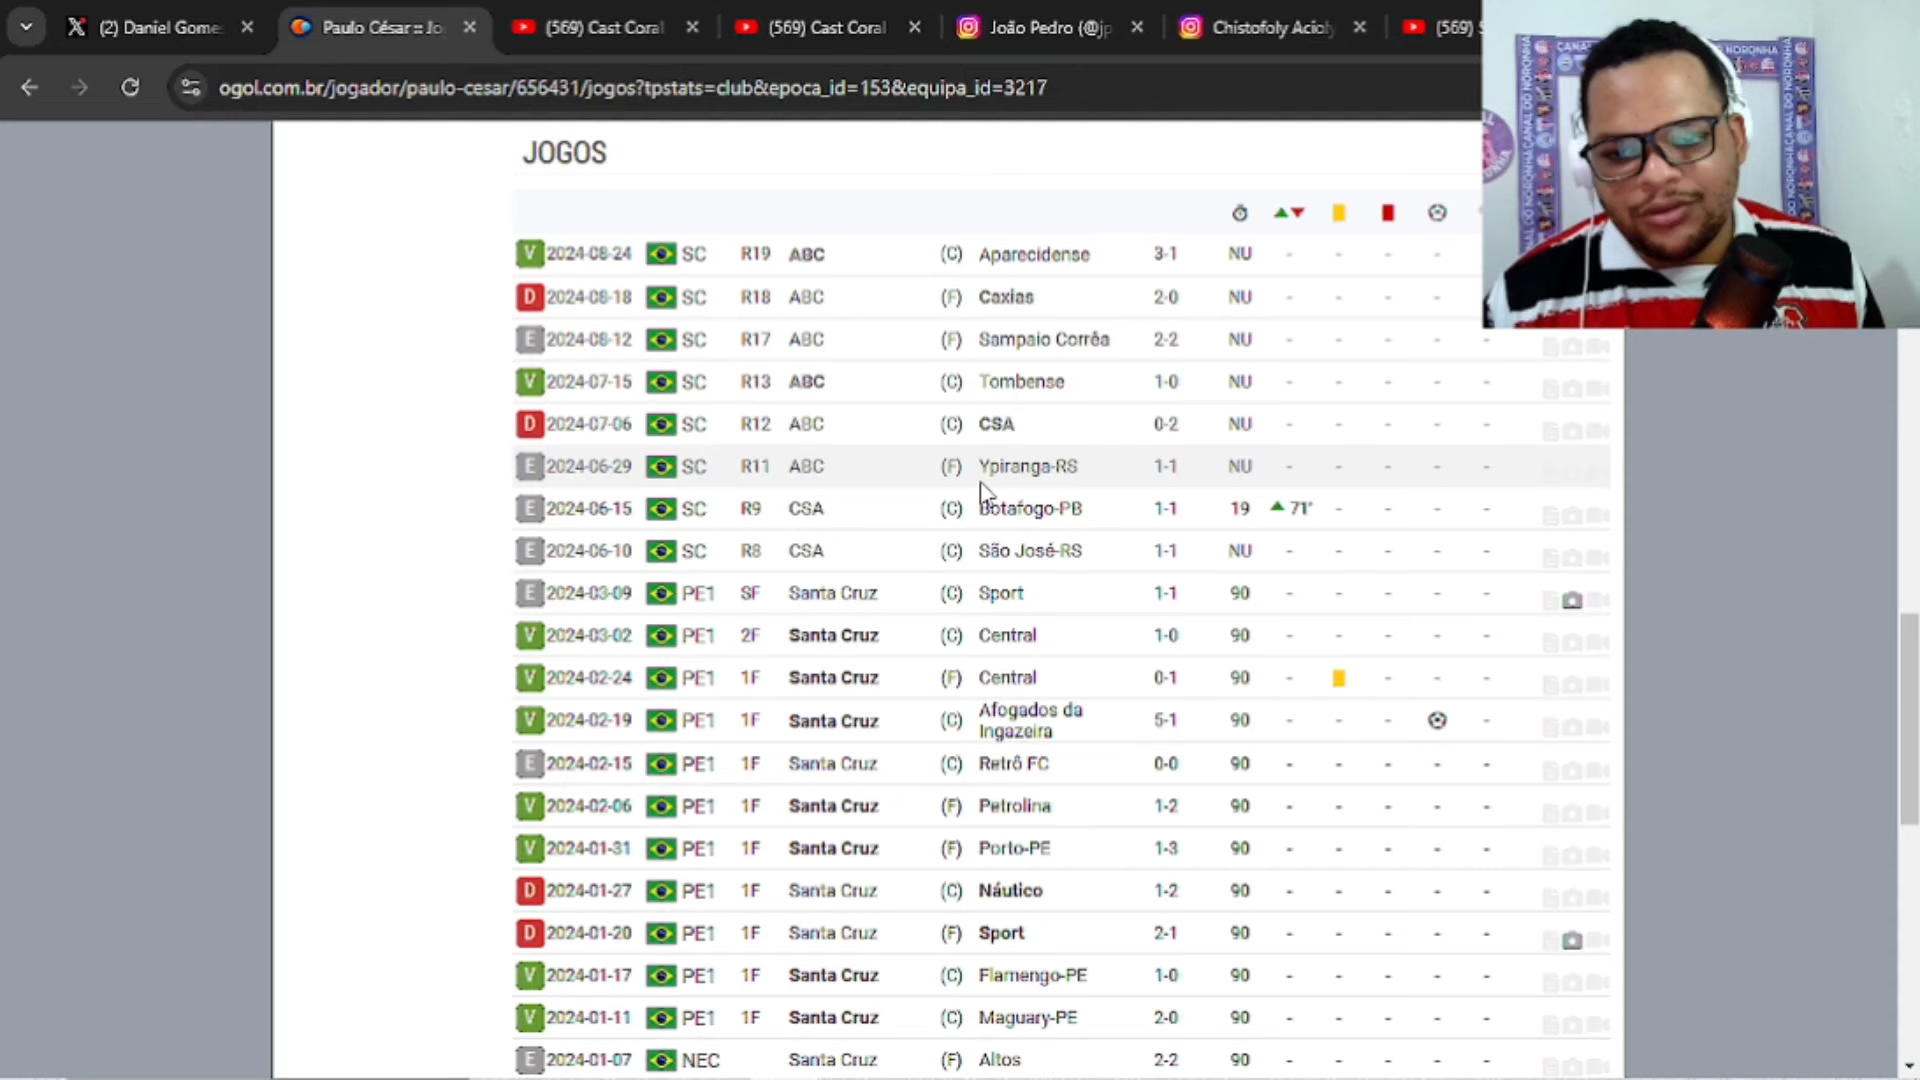 (2) Daniel Gome
Paulo César :: Jo
(569) Cast Coral
(569) Cast Coral
João Pedro (@jp
Chistofoly Acioly
(569)
ogol.com.br/jogador/paulo-cesar/656431/jogos?tpstats=club&epoca_id=153&equipa_id=3217
JOGOS
V 2024-08-24 SC R19 ABC (C) Aparecidense 3-1 NU - - - -
D 2024-08-18 SC R18 ABC (F) Caxias 2-0 NU - - - -
E 2024-08-12 SC R17 ABC (F) Sampaio Corrêa 2-2 NU - - - - -
V 2024-07-15 SC R13 ABC (C) Tombense 1-0 NU - - - - -
D 2024-07-06 SC R12 ABC (C) CSA 0-2 NU - - - - -
E 2024-06-29 SC R11 ABC (F) Ypiranga-RS 1-1 NU - - - - -
E 2024-06-15 SC R9 CSA (C) Botafogo-PB 1-1 19 71' - - - -
E 2024-06-10 SC R8 CSA (C) São José-RS 1-1 NU - - - - -
E 2024-03-09 PE1 SF Santa Cruz (C) Sport 1-1 90 - - - - -
V 2024-03-02 PE1 2F Santa Cruz (C) Central 1-0 90 - - - - -
V 2024-02-24 PE1 1F Santa Cruz (F) Central 0-1 90 - - - -
V 2024-02-19 PE1 1F Santa Cruz (C) Afogados da Ingazeira 5-1 90 - - - -
E 2024-02-15 PE1 1F Santa Cruz (C) Retrô FC 0-0 90 - - - - -
V 2024-02-06 PE1 1F Santa Cruz (F) Petrolina 1-2 90 - - - - -
V 2024-01-31 PE1 1F Santa Cruz (F) Porto-PE 1-3 90 - - - - -
D 2024-01-27 PE1 1F Santa Cruz (C) Náutico 1-2 90 - - - - -
D 2024-01-20 PE1 1F Santa Cruz (F) Sport 2-1 90 - - - - -
V 2024-01-17 PE1 1F Santa Cruz (C) Flamengo-PE 1-0 90 - - - - -
V 2024-01-11 PE1 1F Santa Cruz (C) Maguary-PE 2-0 90 - - - - -
E 2024-01-07 NEC Santa Cruz (F) Altos 2-2 90 - - - - -